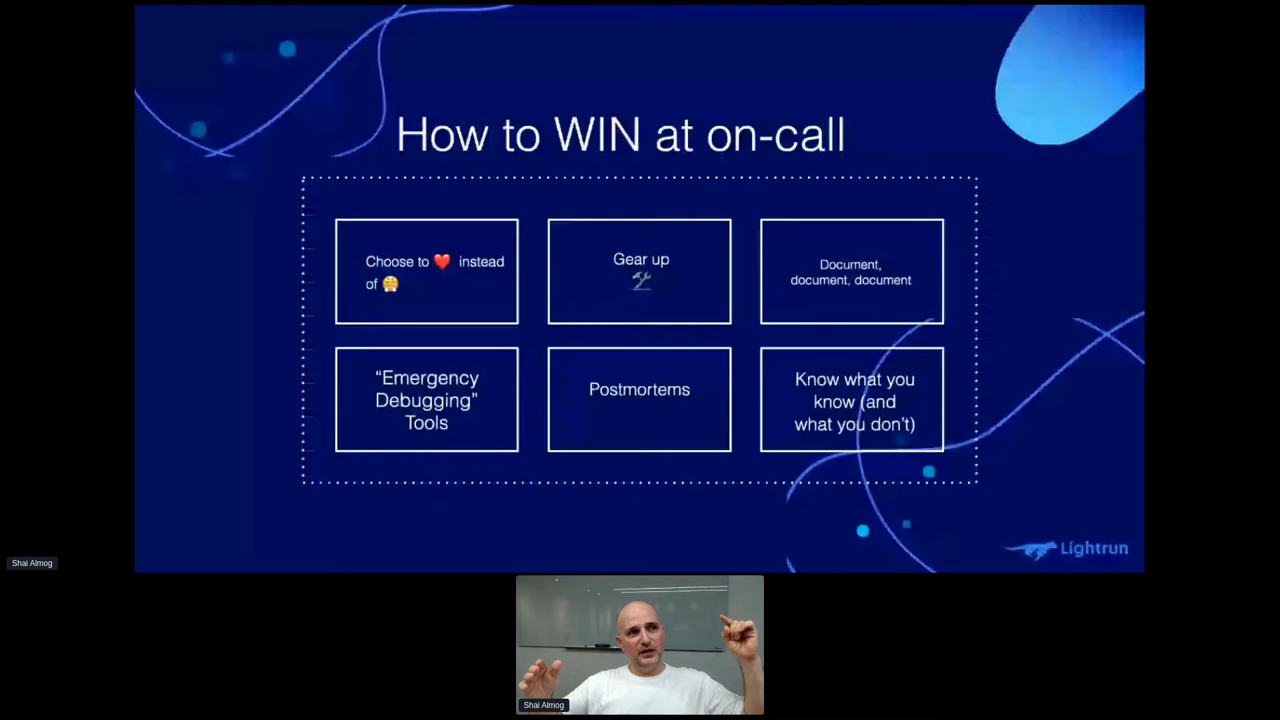 How to WIN at on-call
Choose to ❤️ instead
of 😤
Gear up
🛠
Document,
document, document
“Emergency
Debugging”
Tools
Postmortems
Know what you
know (and
what you don’t)
Lightrun
Shai Almog
Shai Almog